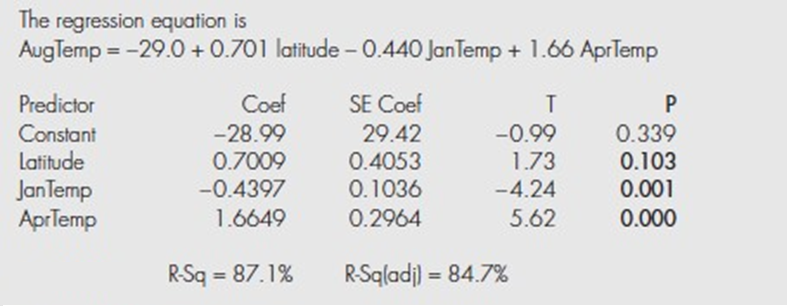 The regression equation is
AugTemp = –29.0 + 0.701 latitude – 0.440 JanTemp + 1.66 AprTemp
Predictor Coef SE Coef T P
Constant –28.99 29.42 –0.99 0.339
Latitude 0.7009 0.4053 1.73 0.103
JanTemp –0.4397 0.1036 –4.24 0.001
AprTemp 1.6649 0.2964 5.62 0.000
R-Sq = 87.1% R-Sq(adj) = 84.7%